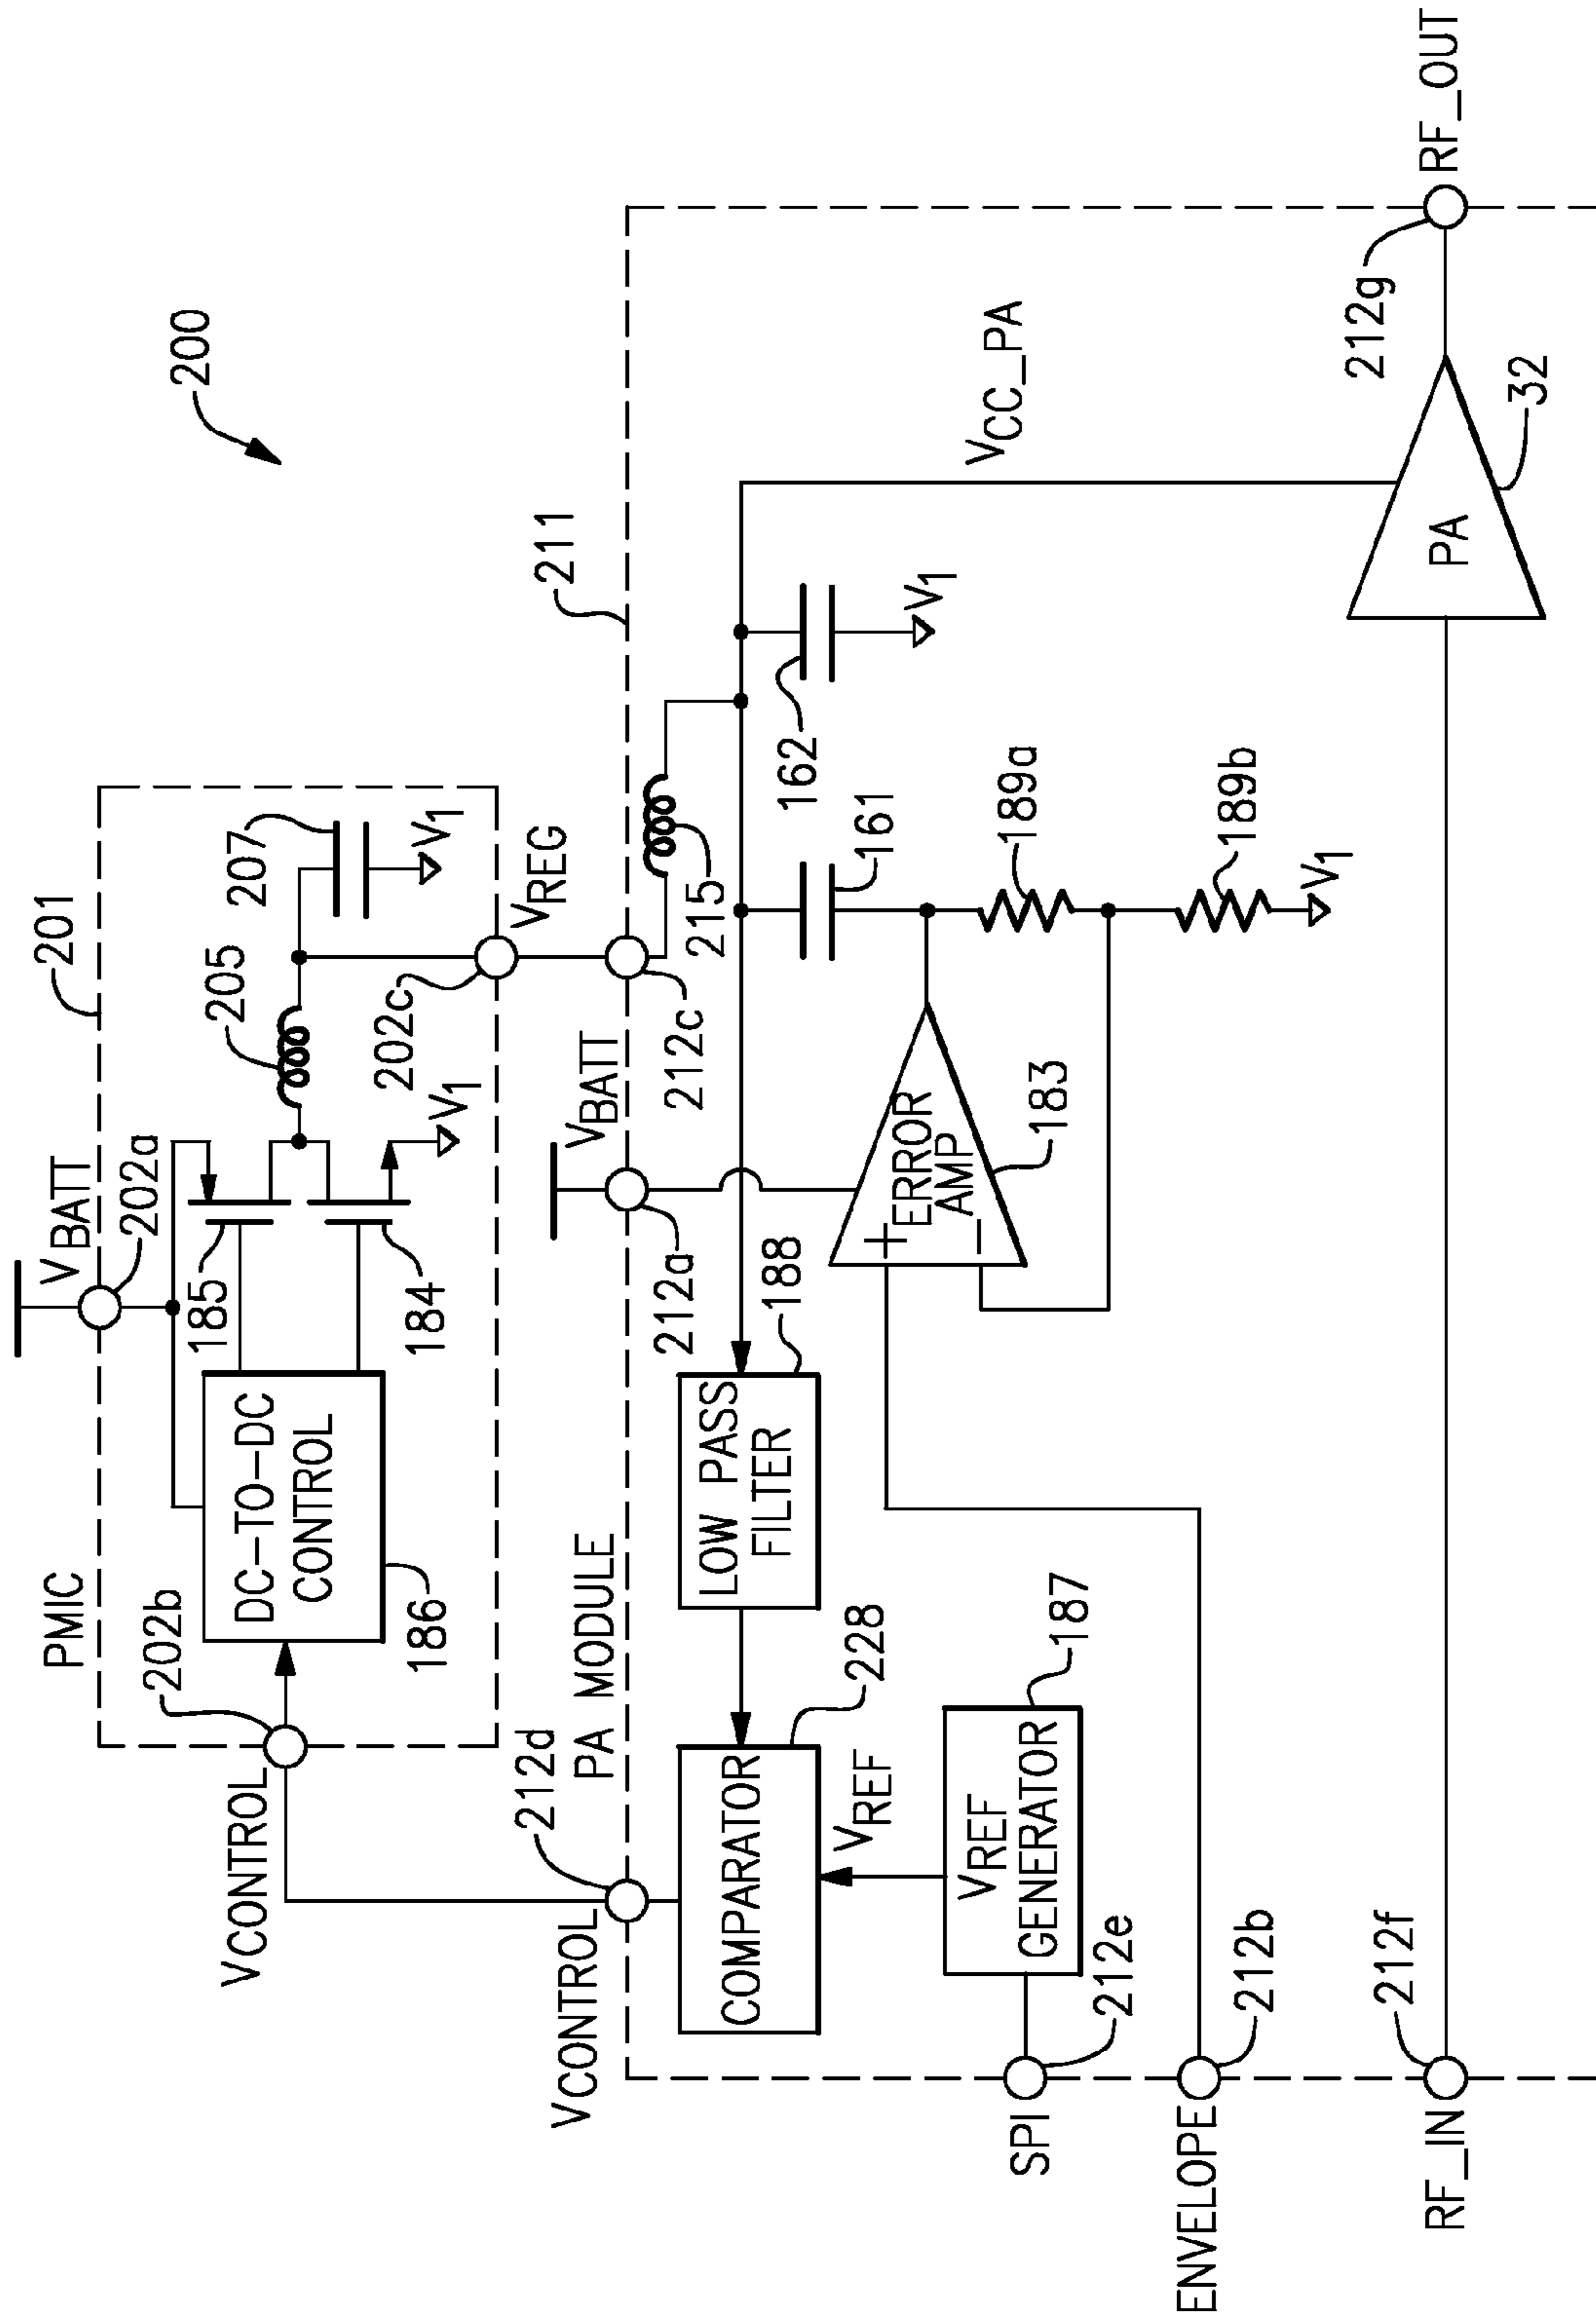 200
PMIC
VBATT
201
202a
VCONTROL
202b
DC-TO-DC
CONTROL
186
185
184
V1
205
207
V1
202c
VREG
VCONTROL
212d
PA MODULE
212a
VBATT
212c
211
215
COMPARATOR
228
LOW PASS
FILTER
188
VREF
VREF
GENERATOR
187
SPI
212e
ENVELOPE
212b
+
−
ERROR
AMP
183
161
162
V1
189a
189b
V1
VCC_PA
RF_IN
212f
PA
32
212g
RF_OUT